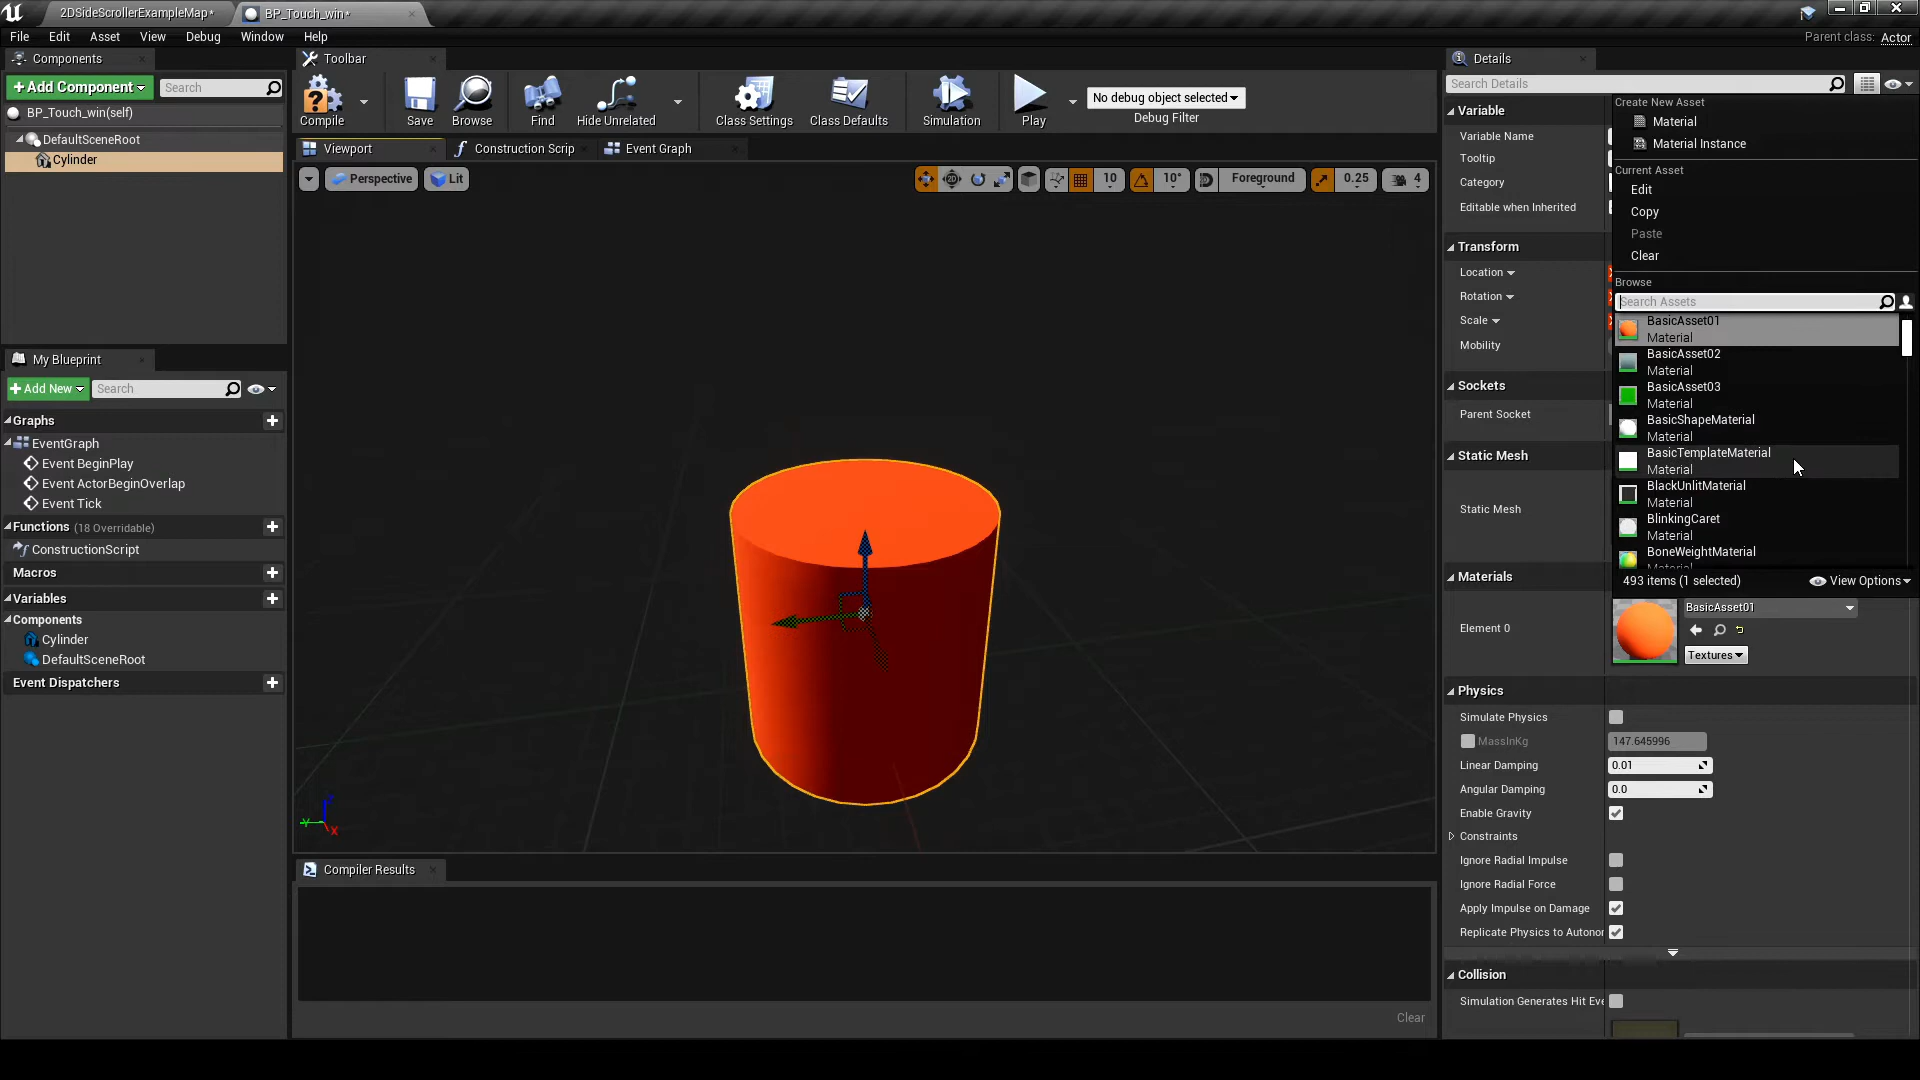 2DSideScrollerExampleMap*
BP_Touch_win*
File Edit Asset View Debug Window Help
Parent class: Actor
Components
+Add Component
Search
BP_Touch_win(self)
DefaultSceneRoot
Cylinder
My Blueprint
+Add New
Search
Graphs
EventGraph
Event BeginPlay
Event ActorBeginOverlap
Event Tick
Functions (18 Overridable)
ConstructionScript
Macros
Variables
Components
Cylinder
DefaultSceneRoot
Event Dispatchers
Toolbar
Compile
Save
Browse
Find
Hide Unrelated
Class Settings
Class Defaults
Simulation
Play
No debug object selected
Debug Filter
Viewport
Construction Scrip
Event Graph
Perspective
Lit
10
10°
Foreground
0.25
4
Y
X
Compiler Results
Clear
Details
Search Details
Variable
Variable Name
Tooltip
Category
Editable when Inherited
Transform
Location
Rotation
Scale
Mobility
Sockets
Parent Socket
Static Mesh
Static Mesh
Create New Asset
Material
Material Instance
Current Asset
Edit
Copy
Paste
Clear
Browse
Search Assets
BasicAsset01
Material
BasicAsset02
Material
BasicAsset03
Material
BasicShapeMaterial
Material
BasicTemplateMaterial
Material
BlackUnlitMaterial
Material
BlinkingCaret
Material
BoneWeightMaterial
Material
493 items (1 selected)
View Options
Materials
Element 0
BasicAsset01
Textures
Physics
Simulate Physics
MassInKg
147.645996
Linear Damping
0.01
Angular Damping
0.0
Enable Gravity
Constraints
Ignore Radial Impulse
Ignore Radial Force
Apply Impulse on Damage
Replicate Physics to Autonor
Collision
Simulation Generates Hit Eve